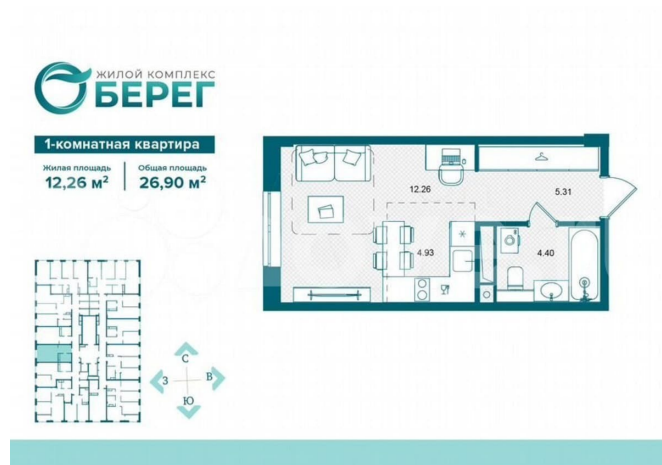 ЖИЛОЙ КОМПЛЕКС
БЕРЕГ
1-комнатная квартира
Жилая площадь
12,26 м²
Общая площадь
26,90 м²
12.26
5.31
4.93
4.40
С
З
В
Ю